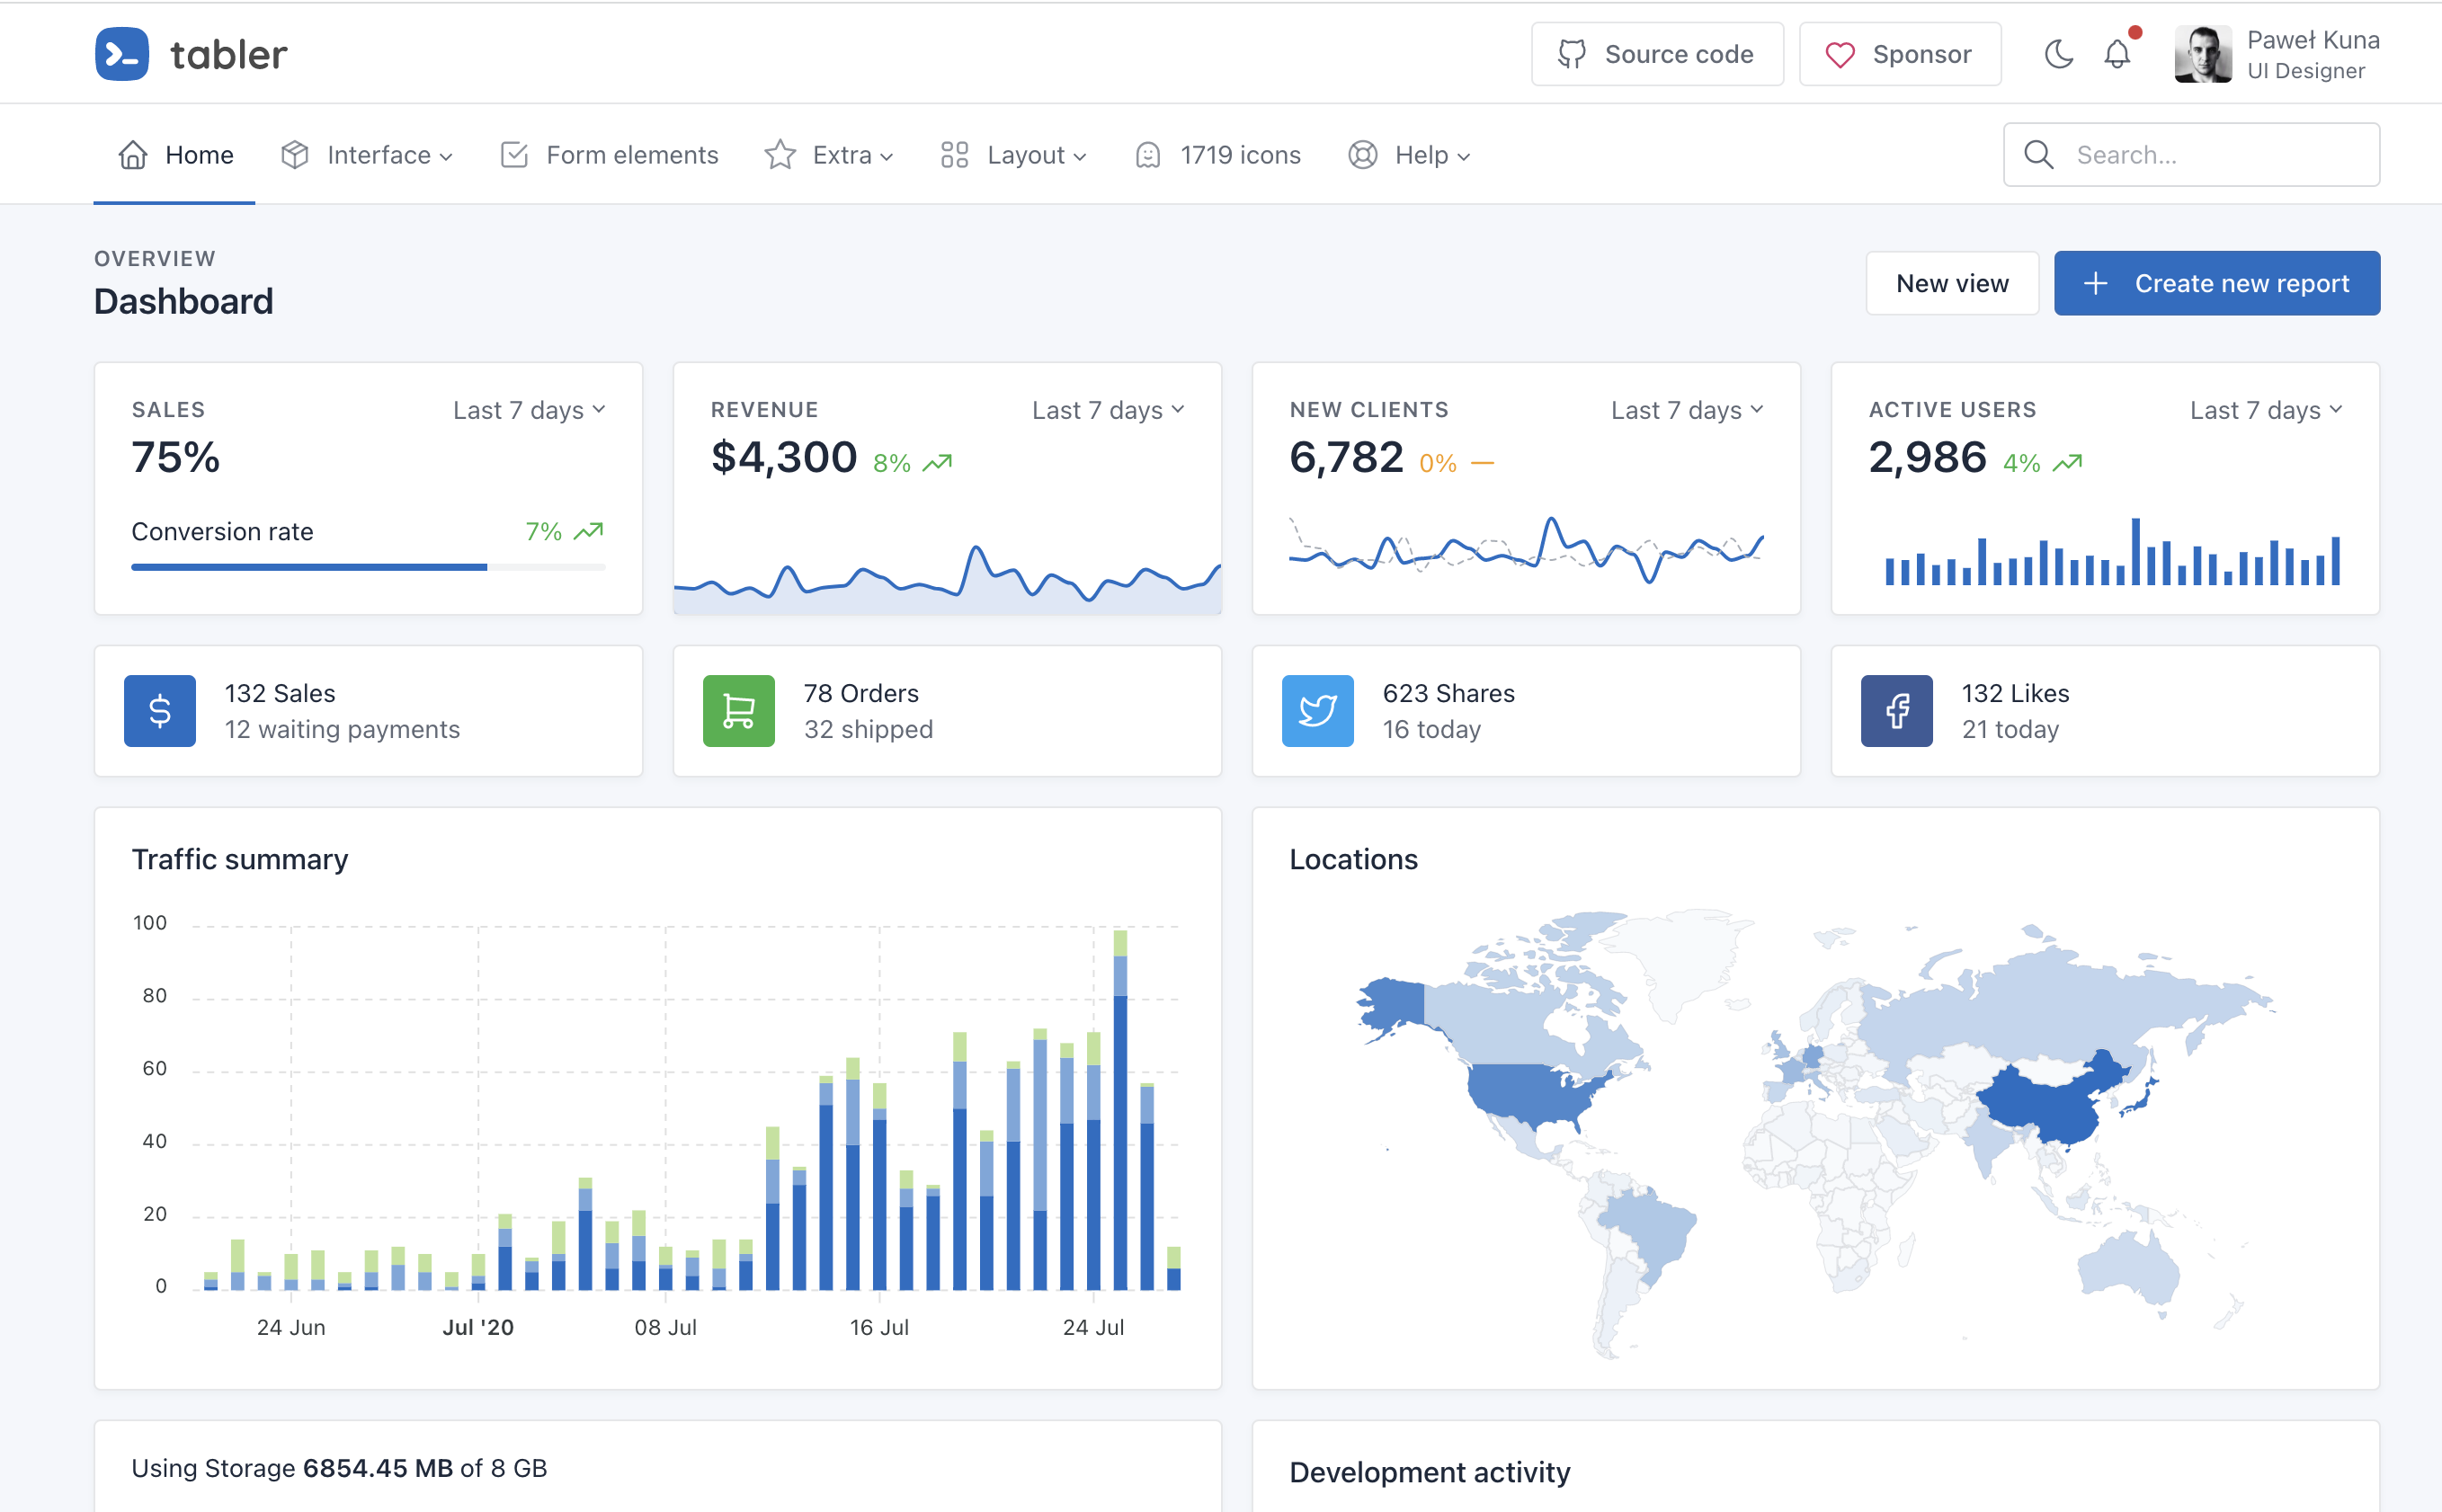 tabler
Source code
Sponsor
Paweł Kuna
UI Designer
Home
Interface
Form elements
Extra
Layout
1719 icons
Help
Search...
OVERVIEW
Dashboard
New view
Create new report
SALES
Last 7 days
75%
Conversion rate
7%
REVENUE
Last 7 days
$4,300 8%
NEW CLIENTS
Last 7 days
6,782 0%
ACTIVE USERS
Last 7 days
2,986 4%
132 Sales
12 waiting payments
78 Orders
32 shipped
623 Shares
16 today
132 Likes
21 today
Traffic summary
100
80
60
40
20
0
24 Jun
Jul '20
08 Jul
16 Jul
24 Jul
Locations
Using Storage 6854.45 MB of 8 GB
Development activity